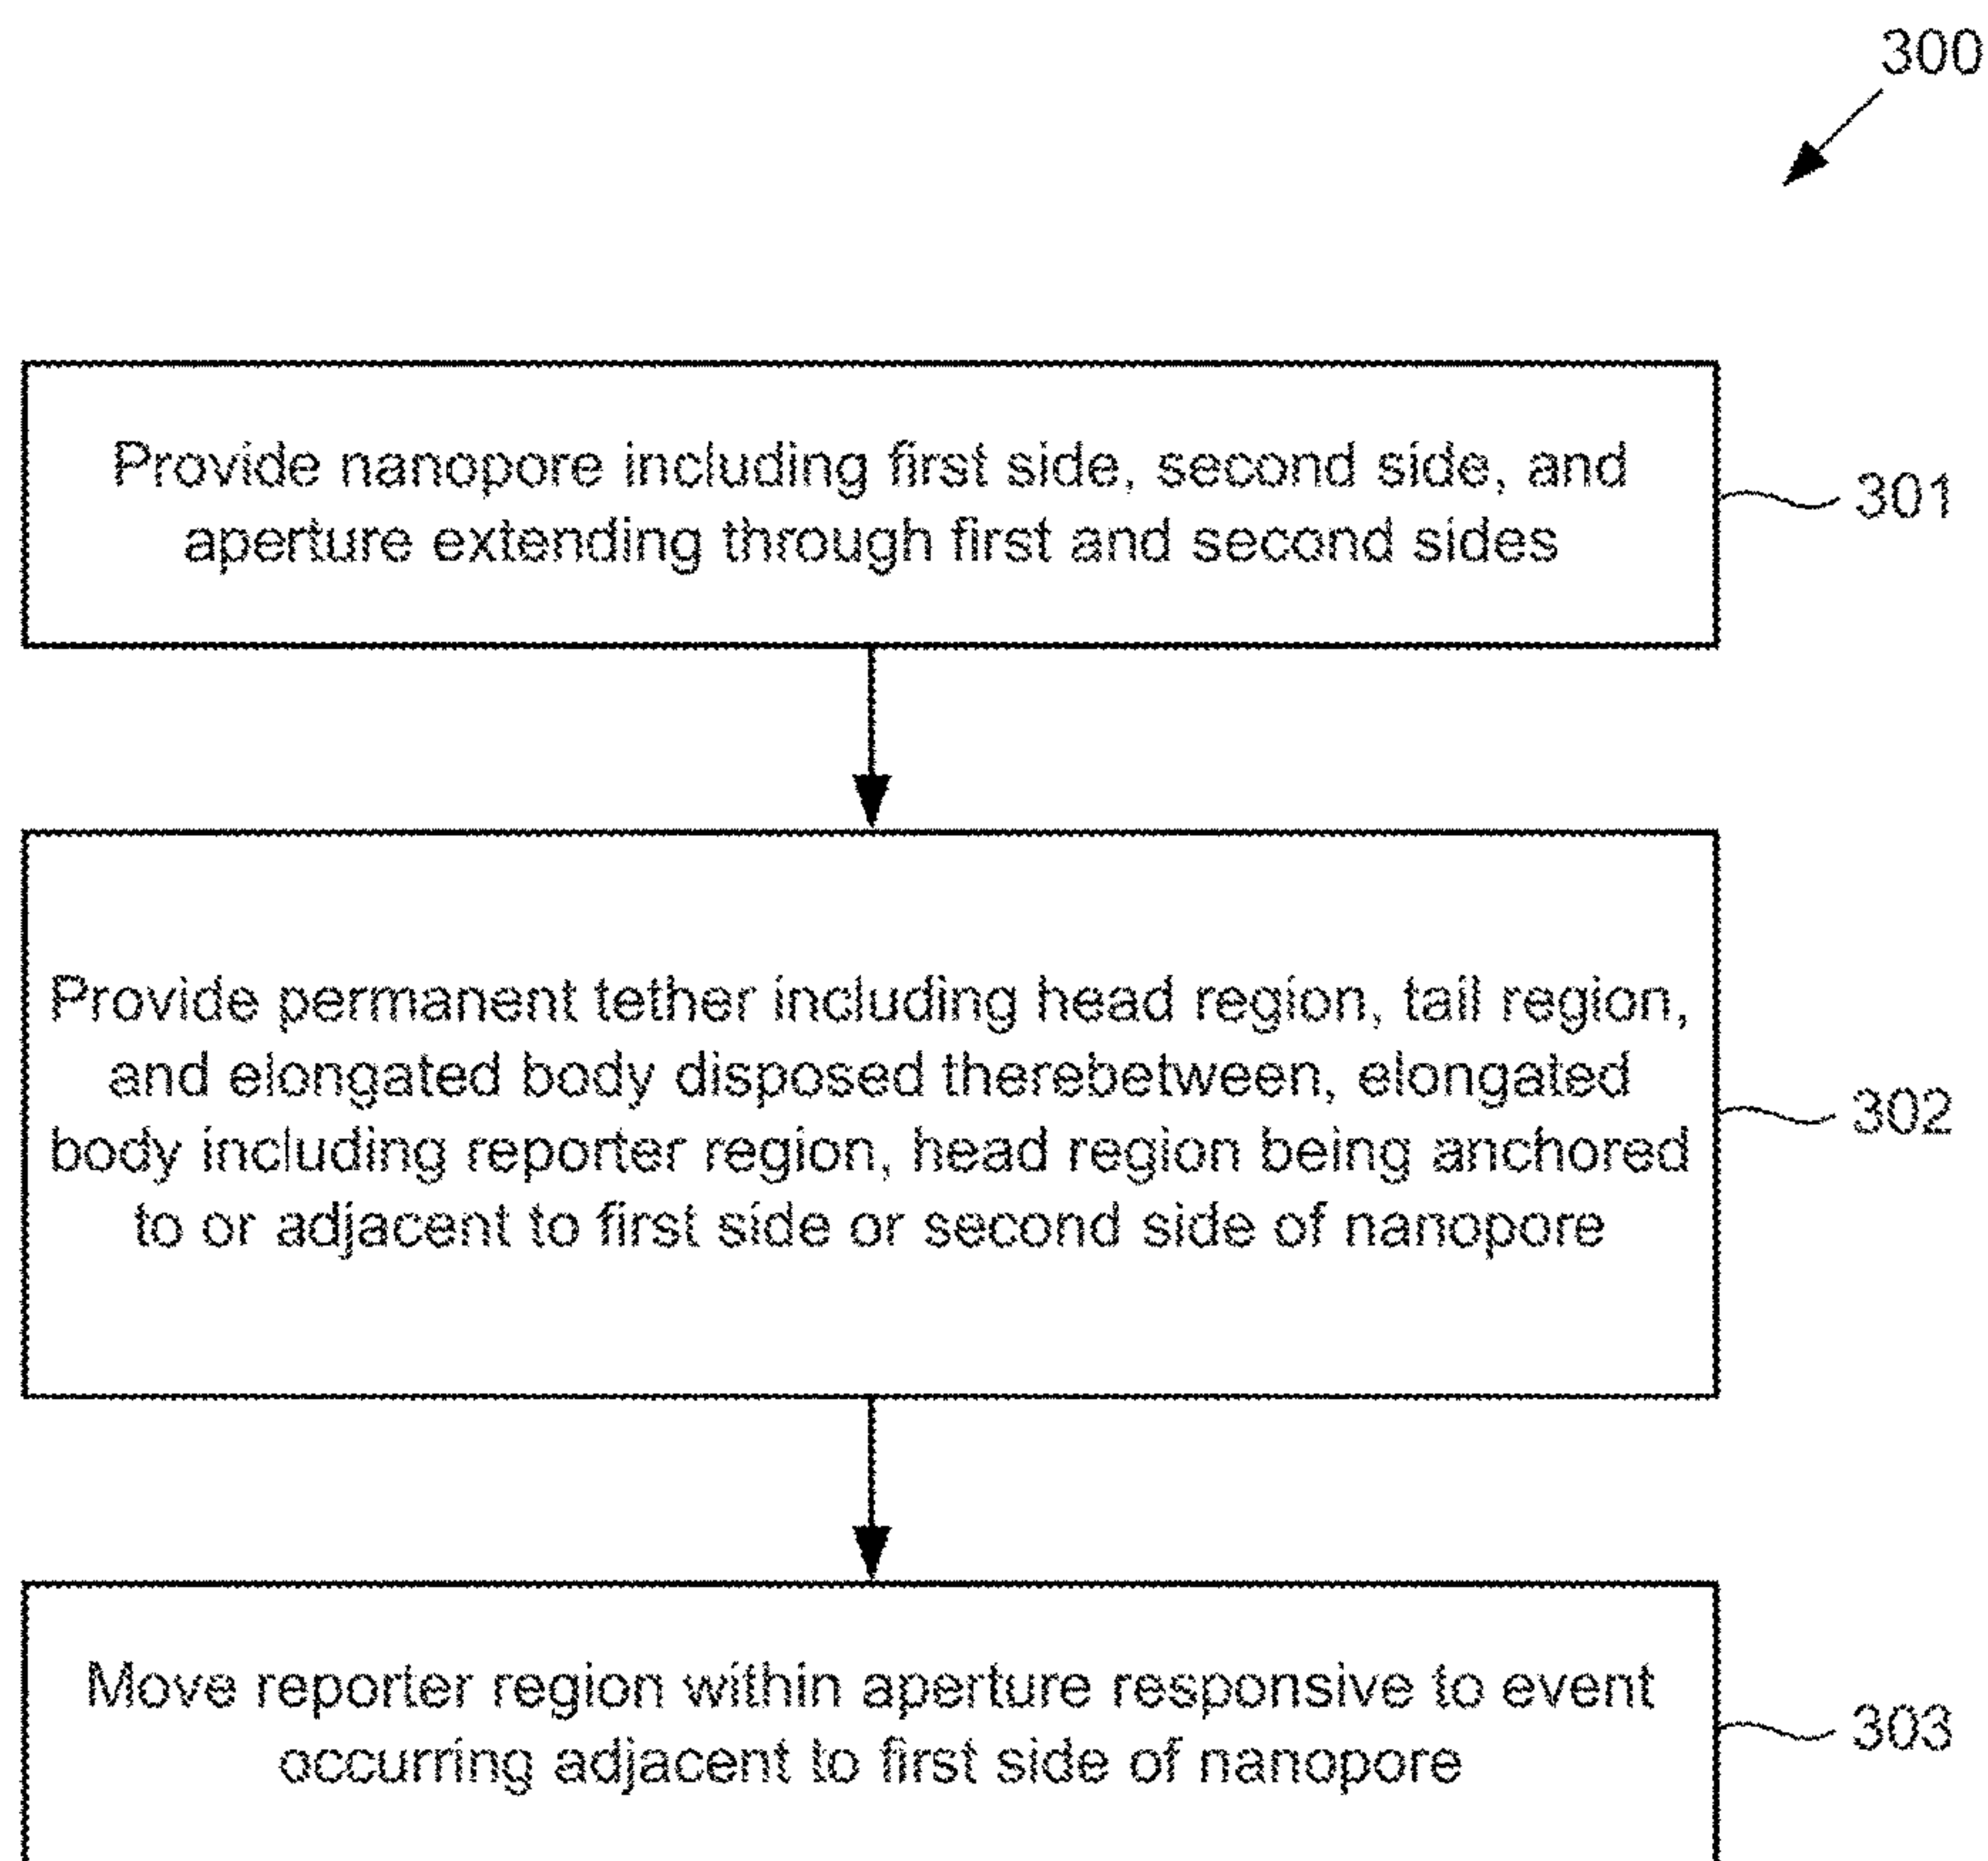 300
Provide nanopore including first side, second side, and
aperture extending through first and second sides
301
Provide permanent tether including head region, tail region,
and elongated body disposed therebetween, elongated
body including reporter region, head region being anchored
to or adjacent to first side or second side of nanopore
302
Move reporter region within aperture responsive to event
occurring adjacent to first side of nanopore
303